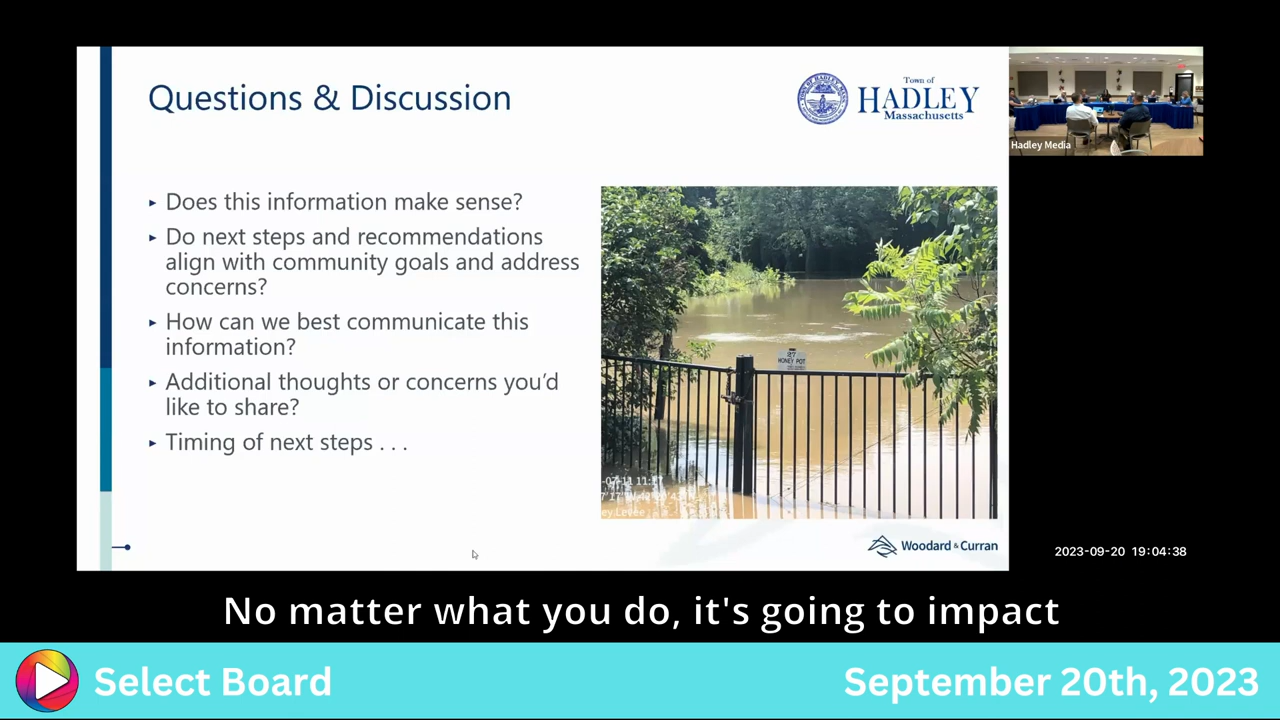 Questions & Discussion
Town of
HADLEY
Massachusetts
Hadley Media
▸ Does this information make sense?
▸ Do next steps and recommendations
align with community goals and address
concerns?
▸ How can we best communicate this
information?
▸ Additional thoughts or concerns you'd
like to share?
▸ Timing of next steps . . .
27
HONEY POT
Woodard & Curran
2023-09-20 19:04:38
No matter what you do, it's going to impact
Select Board
September 20th, 2023